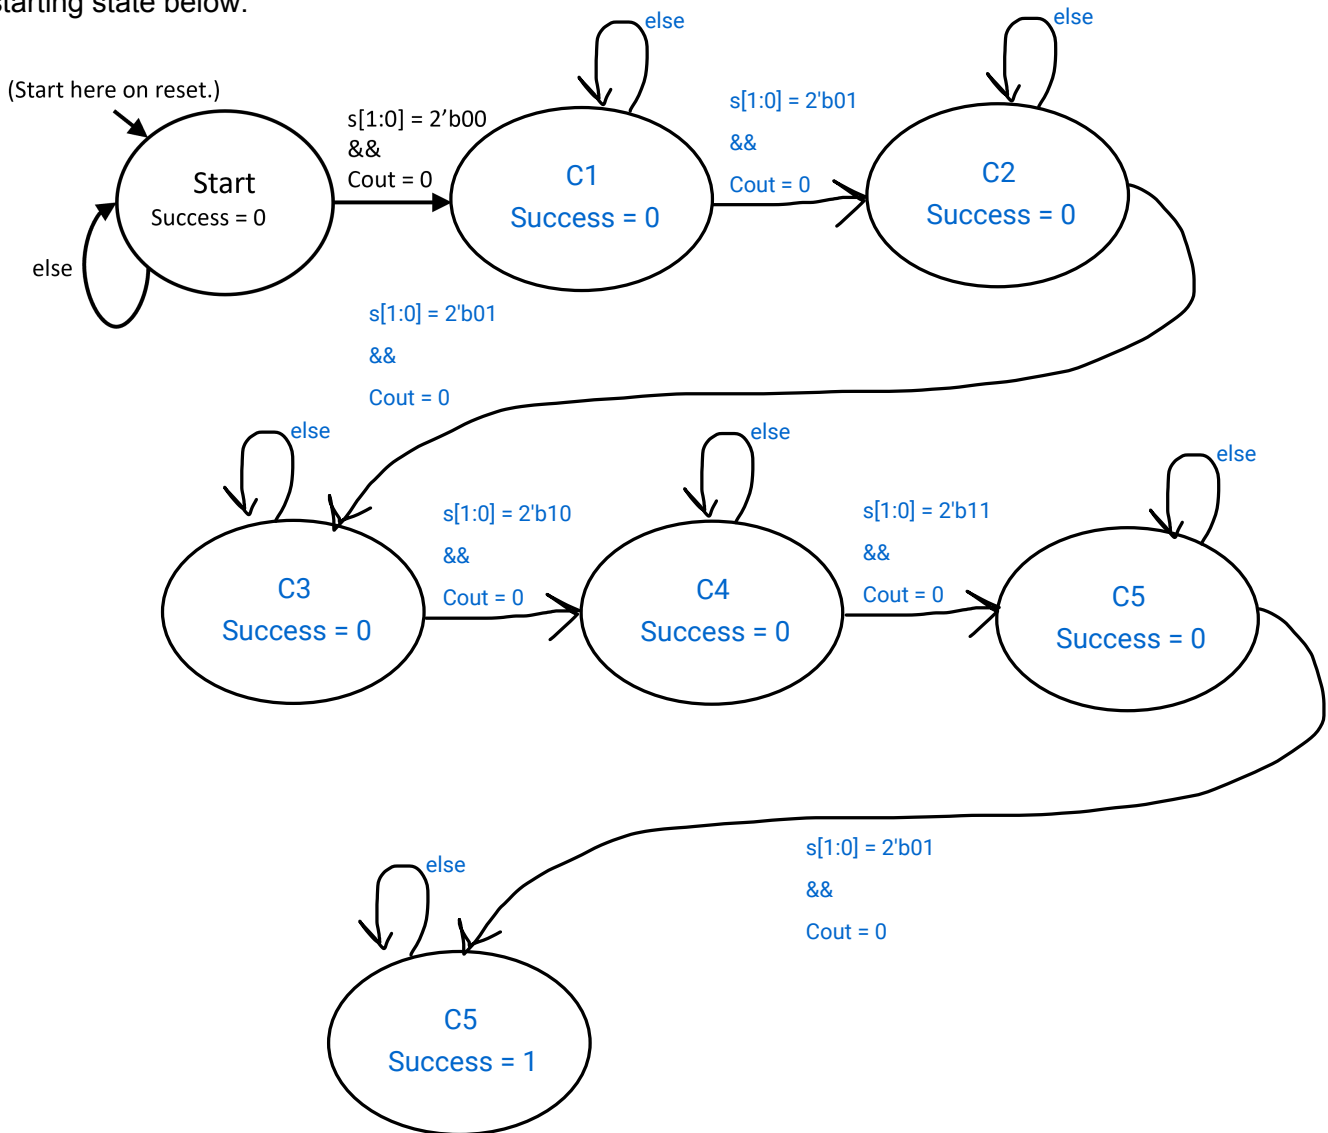 starting state below.
else
else
(Start here on reset.)
s[1:0] = 2’b00
&&
Cout = 0
s[1:0] = 2'b01
&&
Cout = 0
Start
Success = 0
C1
Success = 0
C2
Success = 0
else
s[1:0] = 2'b01
&&
Cout = 0
else
else
else
s[1:0] = 2'b10
&&
Cout = 0
s[1:0] = 2'b11
&&
Cout = 0
C3
Success = 0
C4
Success = 0
C5
Success = 0
s[1:0] = 2'b01
&&
Cout = 0
else
C5
Success = 1